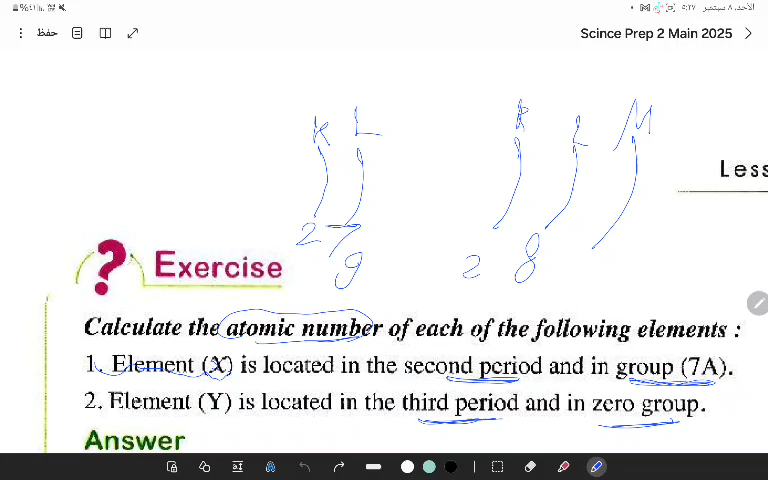 الأحد، ٨ سبتمبر ٥:٢٧
حفظ
Scince Prep 2 Main 2025
K L
K L M
2 7
9
2 8
Less
? Exercise
Calculate the atomic number of each of the following elements :
1. Element (X) is located in the second period and in group (7A).
2. Element (Y) is located in the third period and in zero group.
Answer